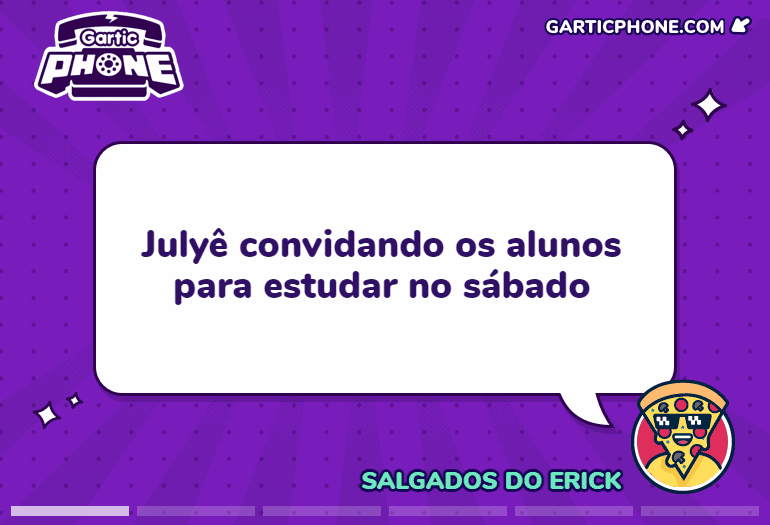 Gartic
PHONE
GARTICPHONE.COM
Julyê convidando os alunos
para estudar no sábado
SALGADOS DO ERICK